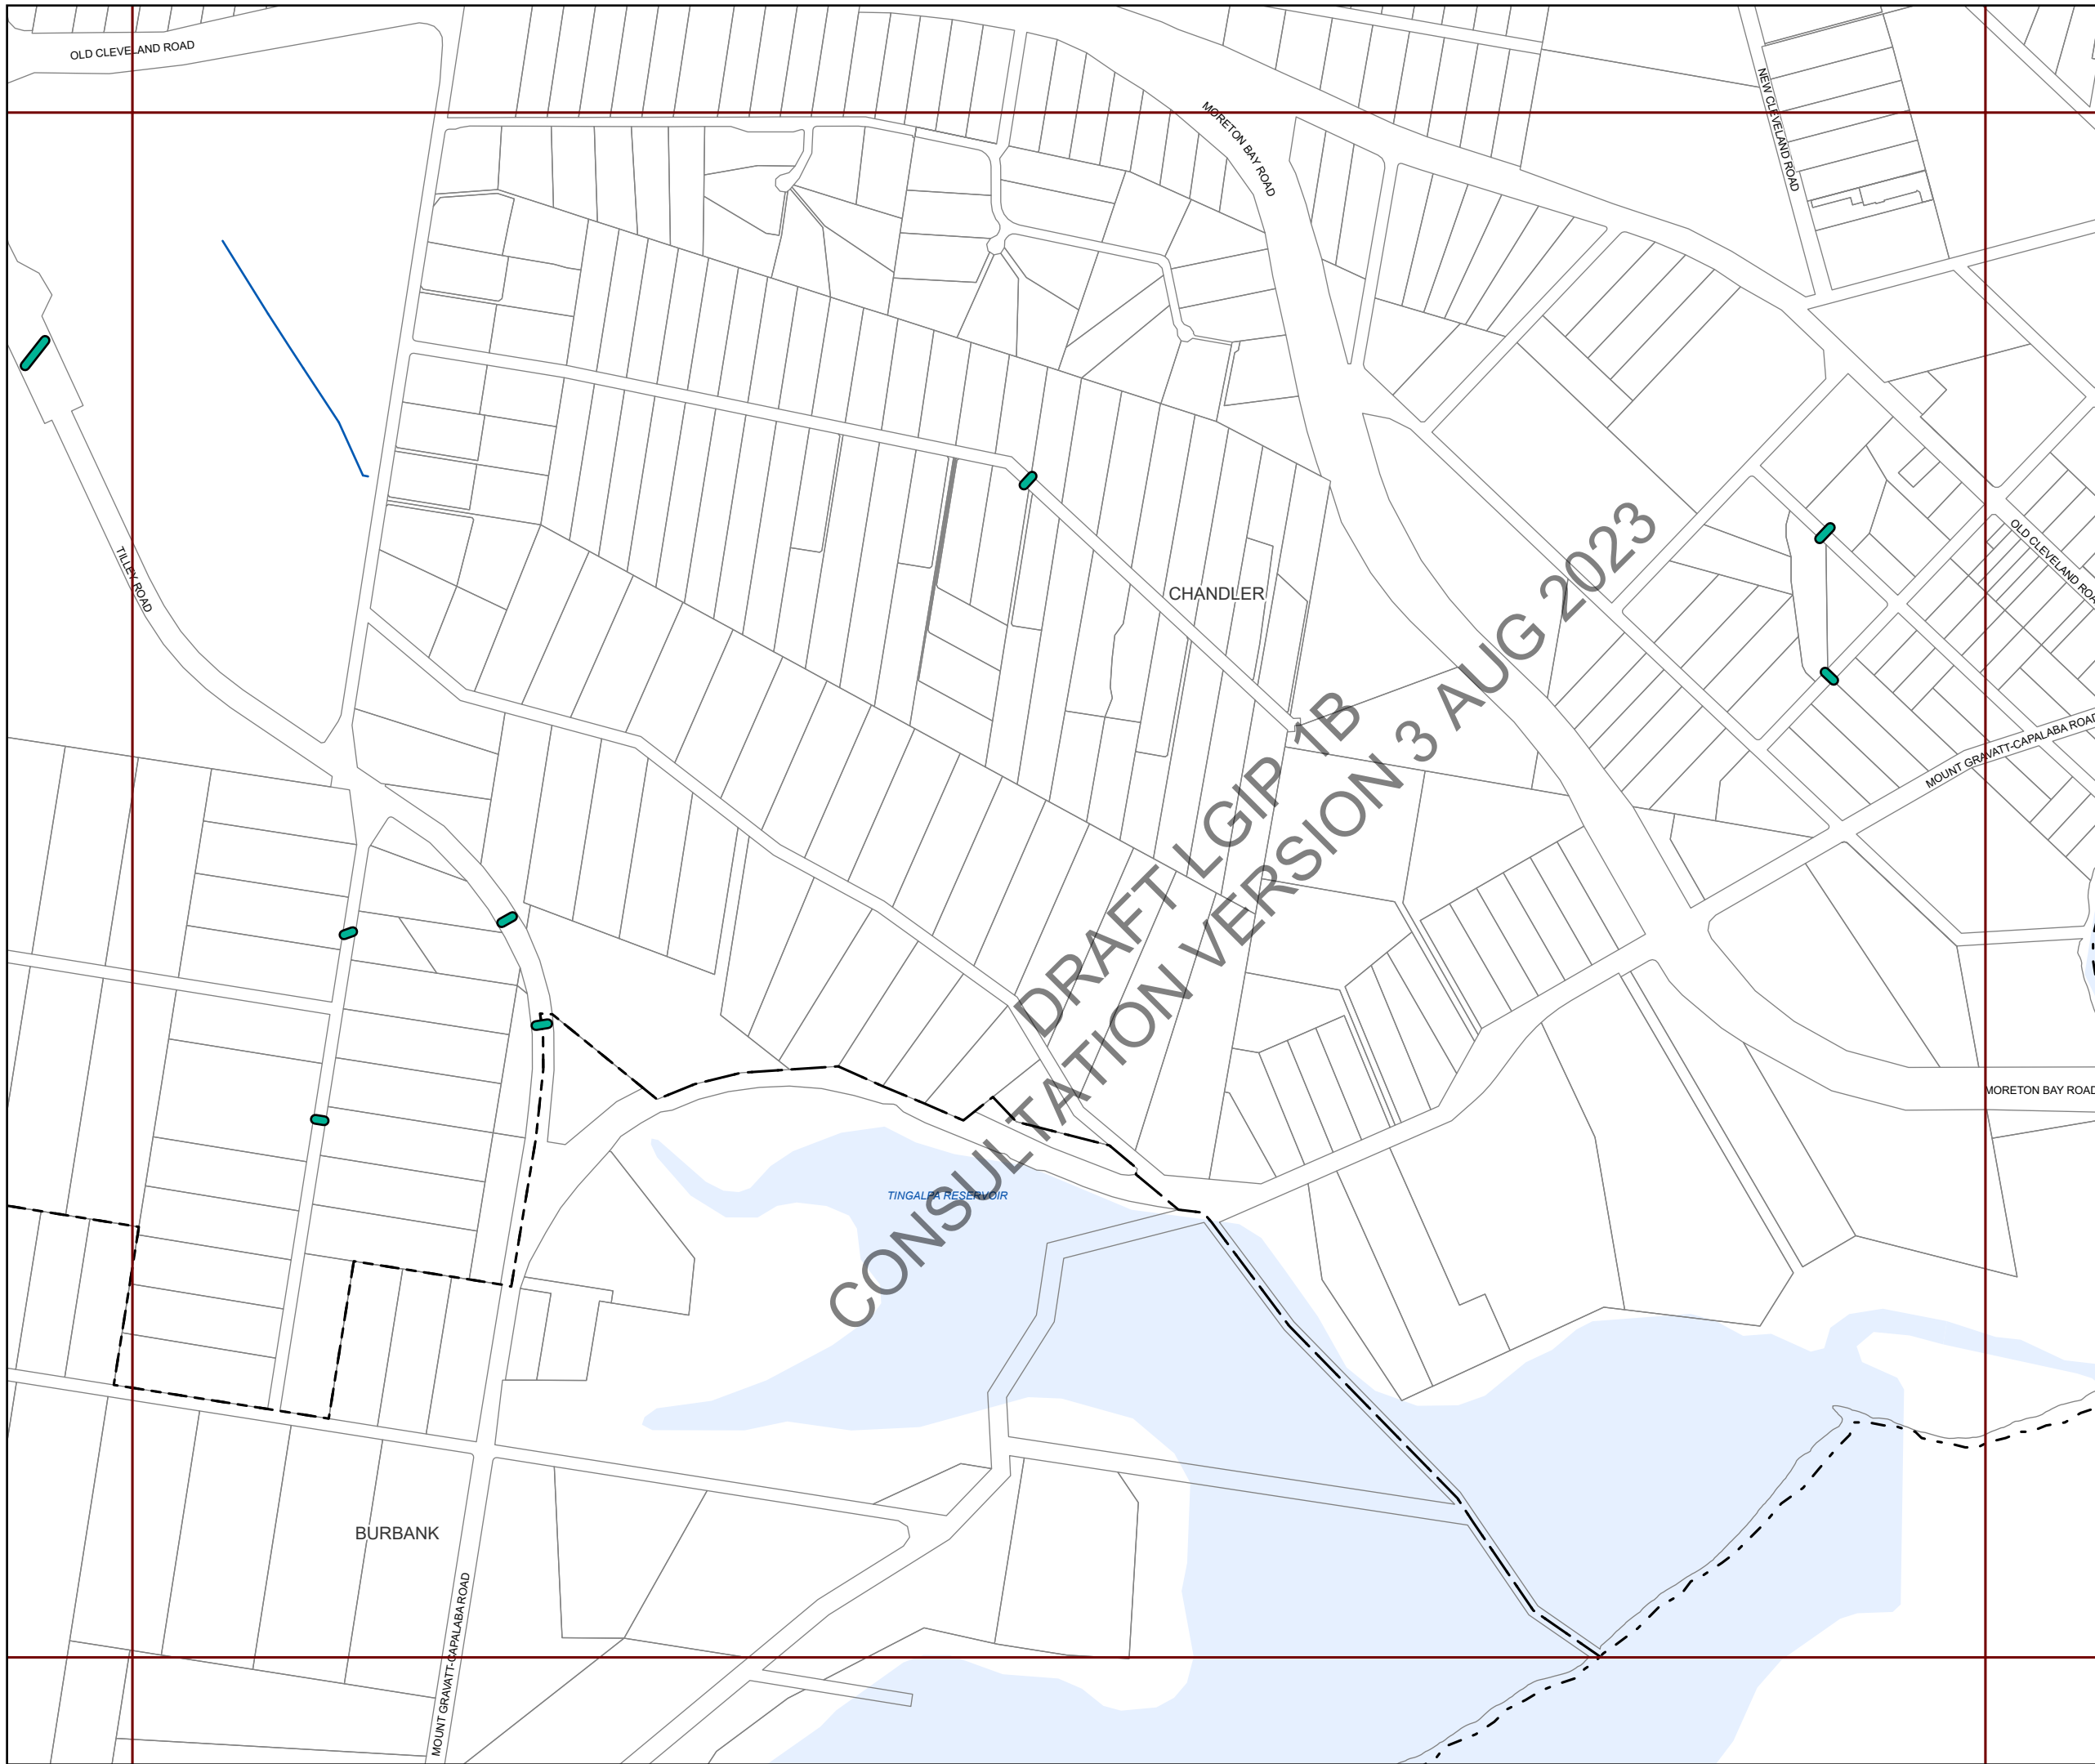 OLD CLEVELAND ROAD
MORETON BAY ROAD
NEW CLEVELAND ROAD
TILLEY ROAD
CHANDLER
OLD CLEVELAND ROA
MOUNT GRAVATT-CAPALABA ROAD
DRAFT LGIP 1B
CONSULTATION VERSION 3 AUG 2023
MORETON BAY ROAD
TINGALPA RESERVOIR
BURBANK
MOUNT GRAVATT-CAPALABA ROAD